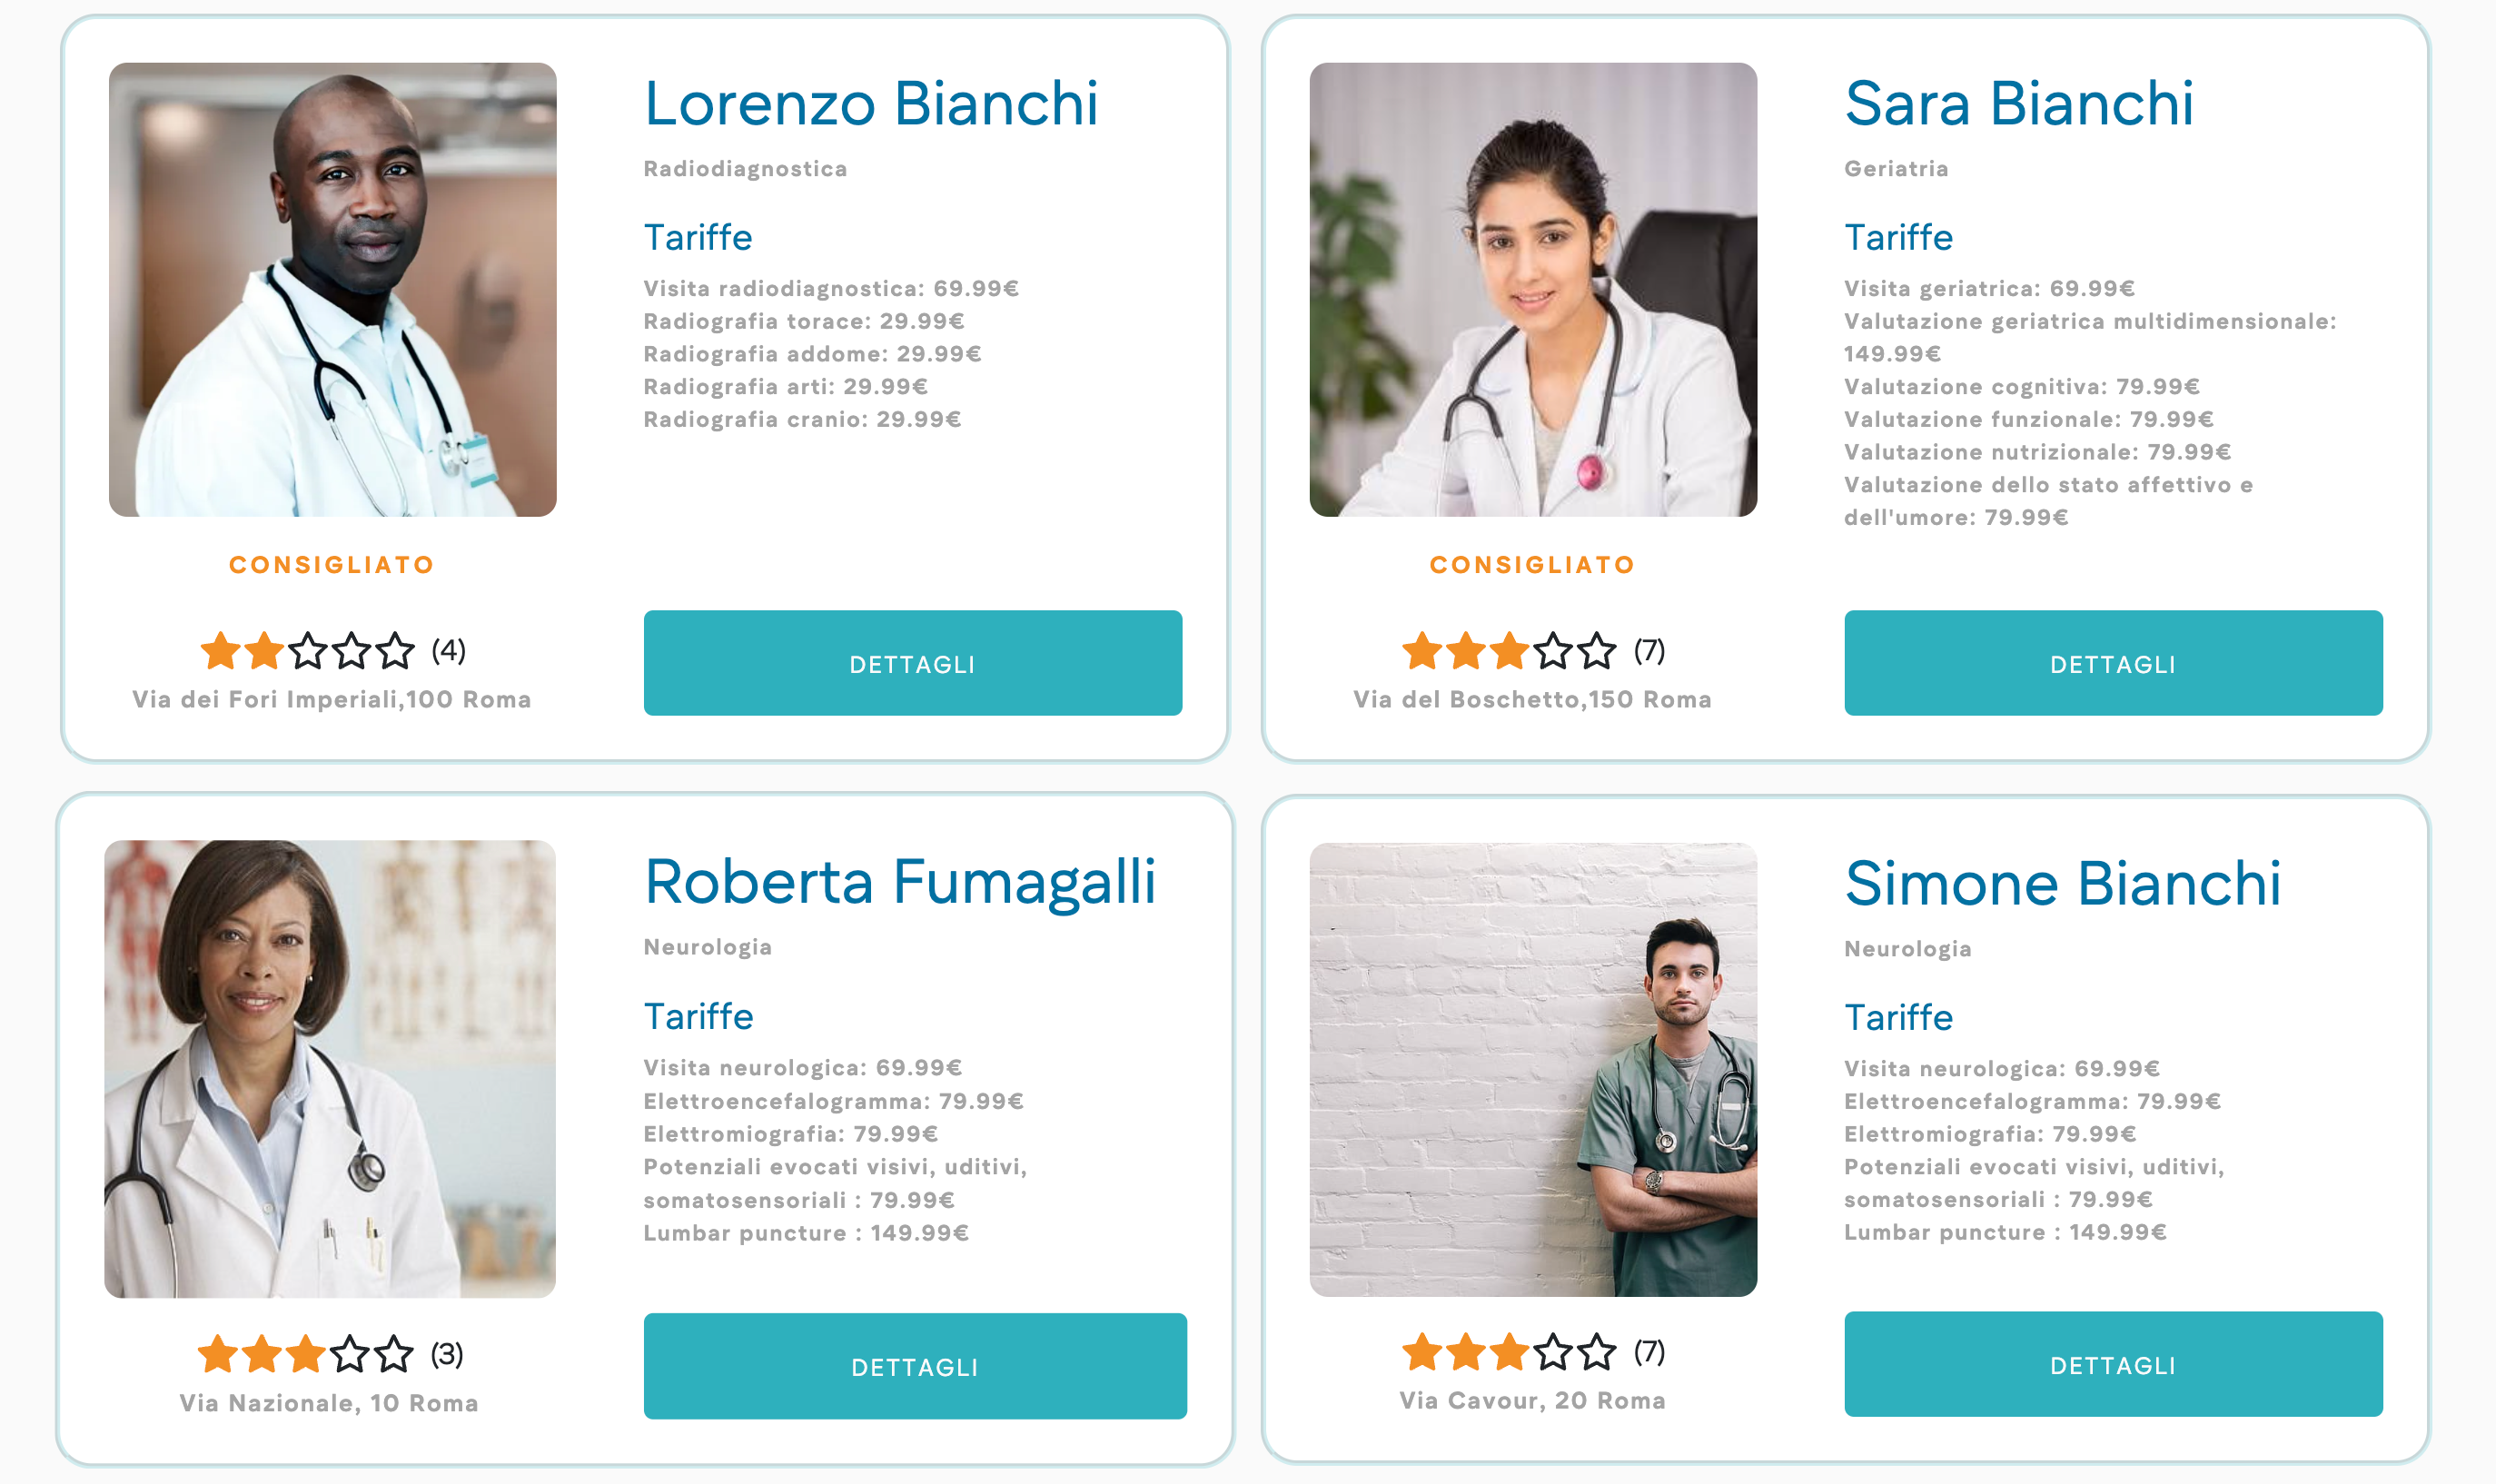 Lorenzo Bianchi
Radiodiagnostica
Tariffe
Visita radiodiagnostica: 69.99€
Radiografia torace: 29.99€
Radiografia addome: 29.99€
Radiografia arti: 29.99€
Radiografia cranio: 29.99€
CONSIGLIATO
(4)
Via dei Fori Imperiali,100 Roma
DETTAGLI
Sara Bianchi
Geriatria
Tariffe
Visita geriatrica: 69.99€
Valutazione geriatrica multidimensionale:
149.99€
Valutazione cognitiva: 79.99€
Valutazione funzionale: 79.99€
Valutazione nutrizionale: 79.99€
Valutazione dello stato affettivo e
dell'umore: 79.99€
CONSIGLIATO
(7)
Via del Boschetto,150 Roma
DETTAGLI
Roberta Fumagalli
Neurologia
Tariffe
Visita neurologica: 69.99€
Elettroencefalogramma: 79.99€
Elettromiografia: 79.99€
Potenziali evocati visivi, uditivi,
somatosensoriali : 79.99€
Lumbar puncture : 149.99€
(3)
Via Nazionale, 10 Roma
DETTAGLI
Simone Bianchi
Neurologia
Tariffe
Visita neurologica: 69.99€
Elettroencefalogramma: 79.99€
Elettromiografia: 79.99€
Potenziali evocati visivi, uditivi,
somatosensoriali : 79.99€
Lumbar puncture : 149.99€
(7)
Via Cavour, 20 Roma
DETTAGLI